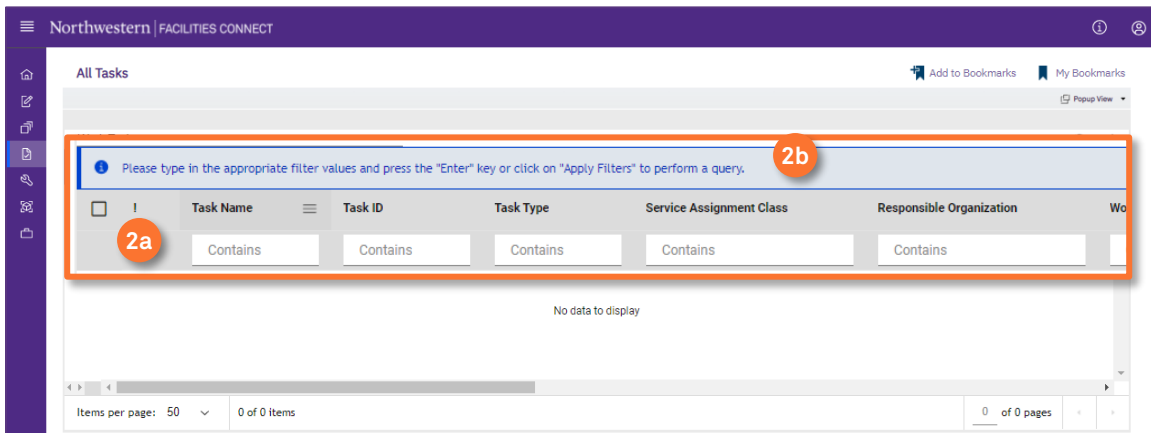 Northwestern | FACILITIES CONNECT
All Tasks
Add to Bookmarks
My Bookmarks
Popup View
2b
Please type in the appropriate filter values and press the "Enter" key or click on "Apply Filters" to perform a query.
! Task Name Task ID Task Type Service Assignment Class Responsible Organization Wo
2a
Contains Contains Contains Contains Contains
No data to display
Items per page: 50 0 of 0 items 0 of 0 pages